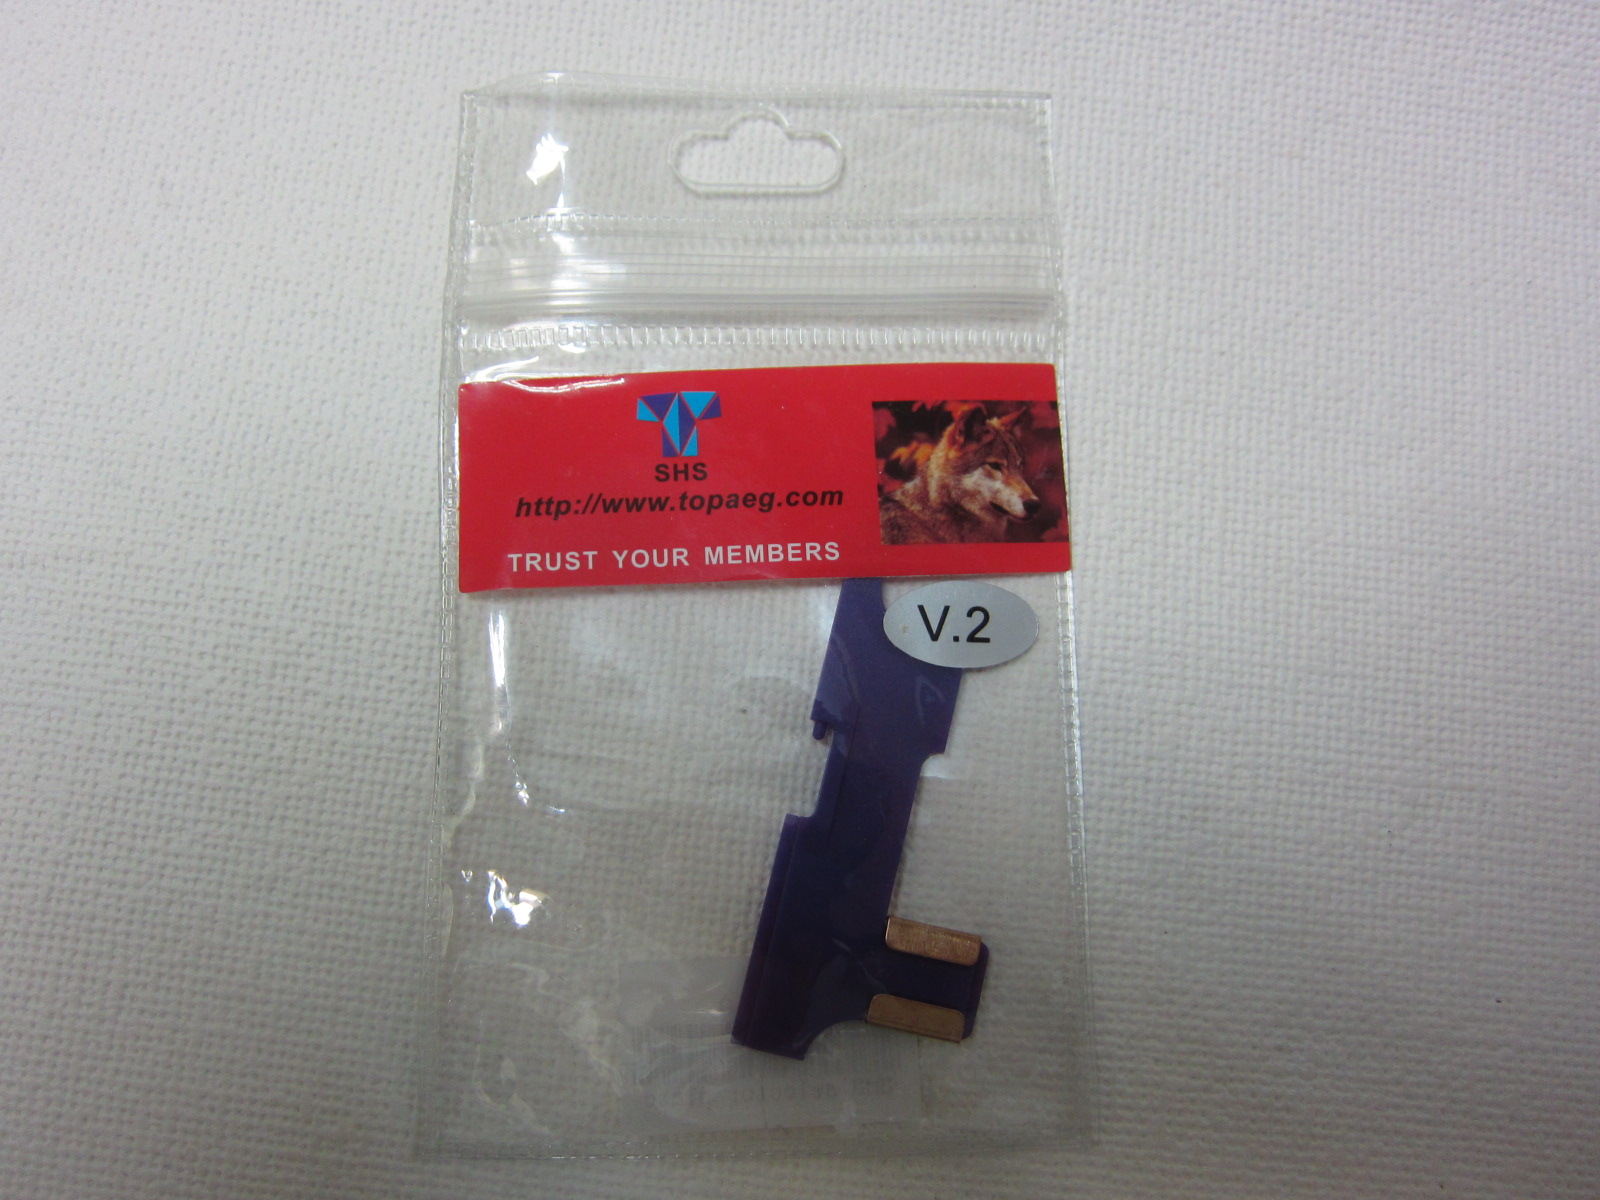 SHS
http://www.topaeg.com
TRUST YOUR MEMBERS
V.2